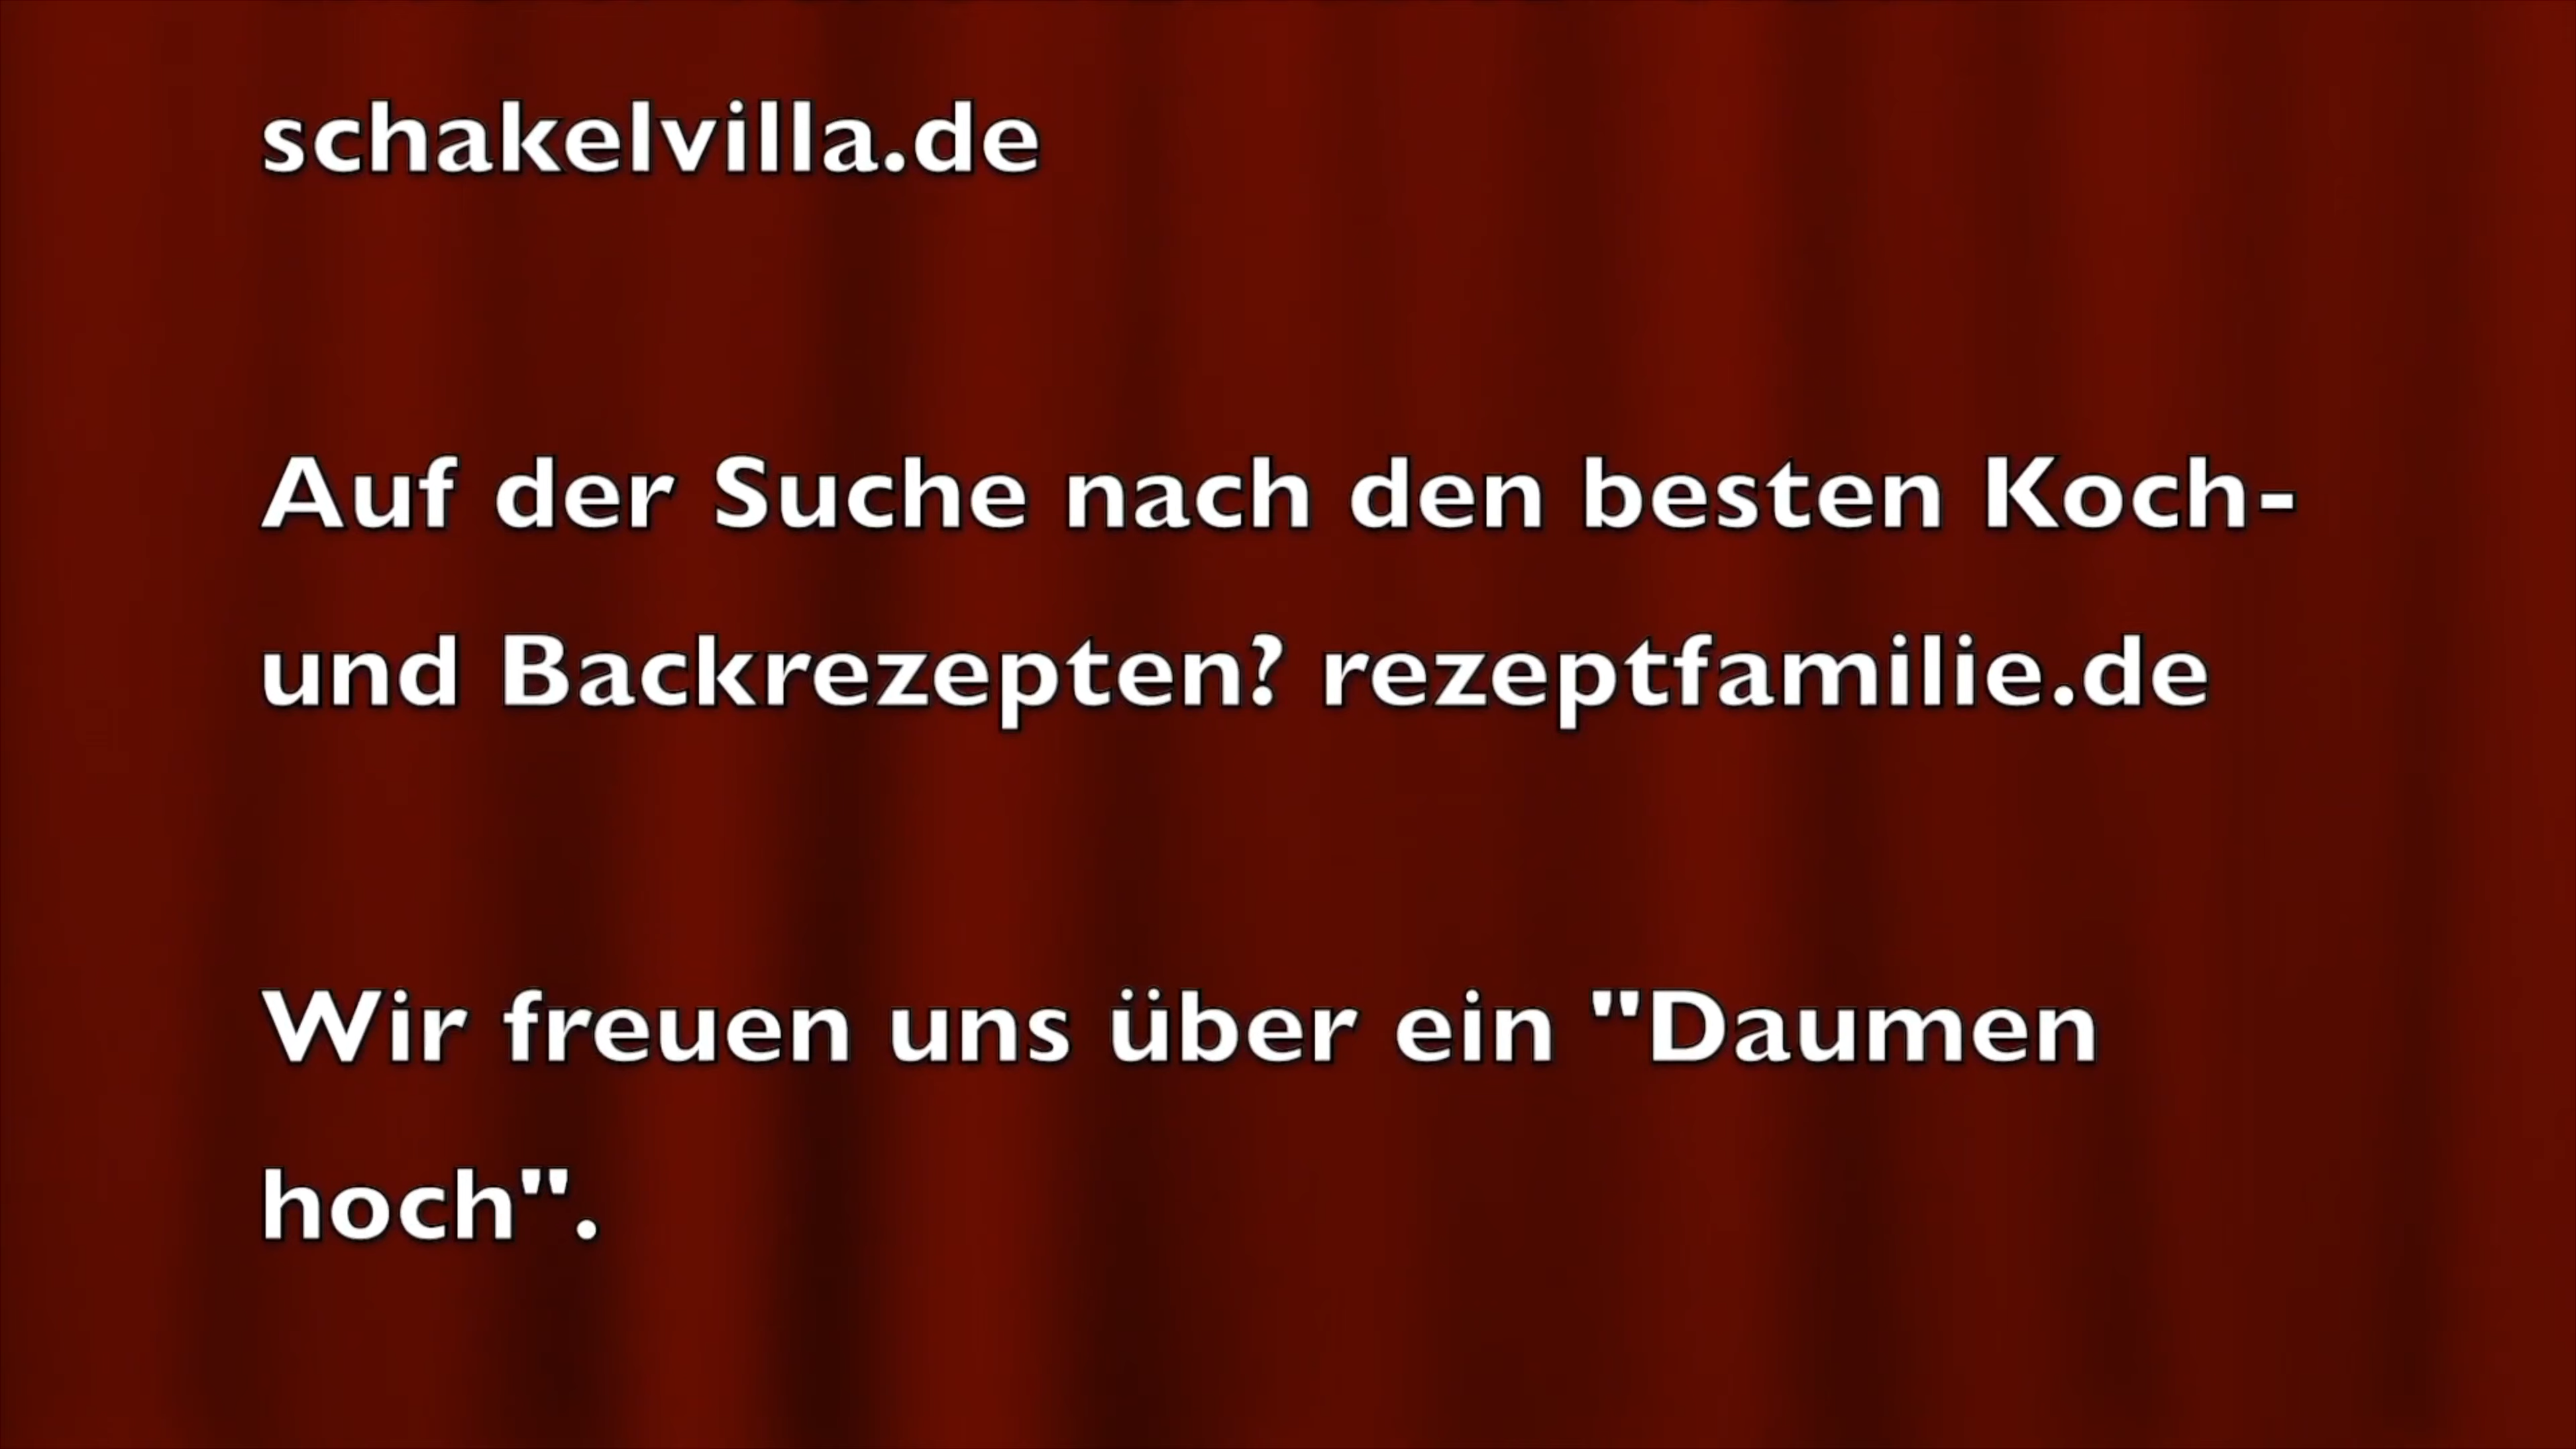 schakelvilla.de
Auf der Suche nach den besten Koch-
und Backrezepten? rezeptfamilie.de
Wir freuen uns über ein "Daumen
hoch".